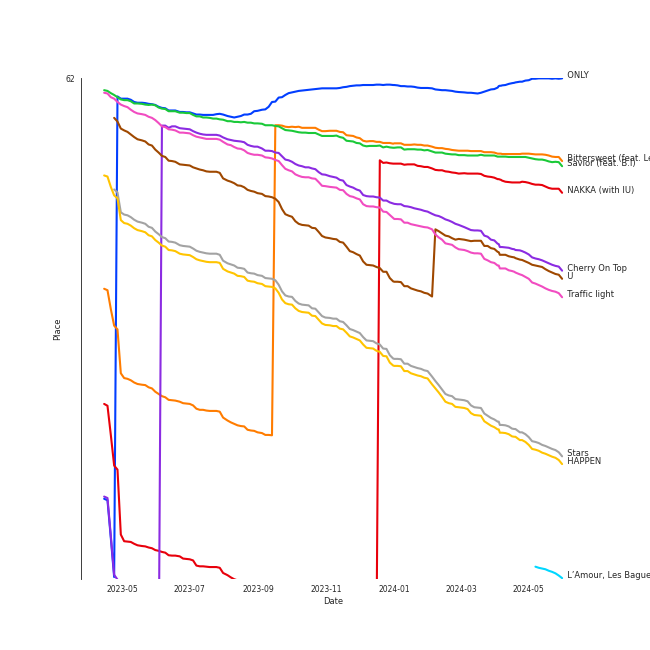 62
ONLY
Bittersweet (feat. Le
Savior (feat. B.I)
NAKKA (with IU)
Cherry On Top
U
Traffic light
Stars
HAPPEN
L'Amour, Les Bague
Place
2023-05 2023-07 2023-09 2023-11 2024-01 2024-03 2024-05
Date